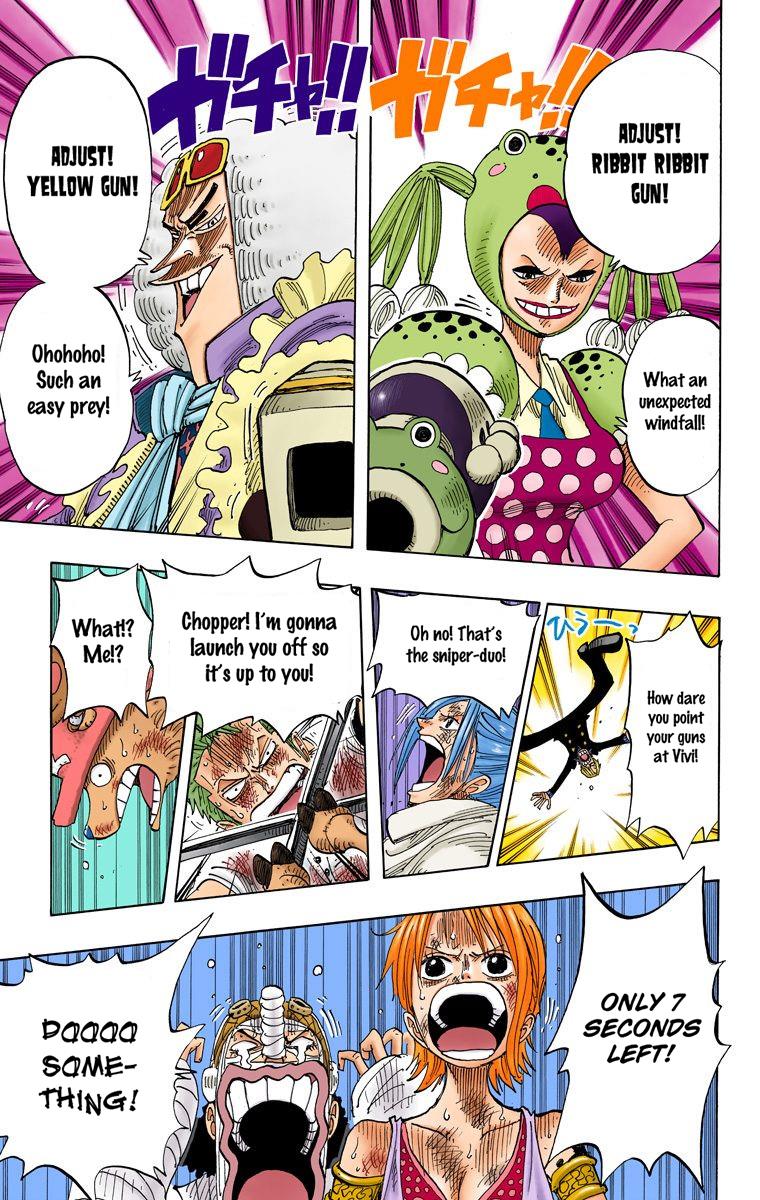 ガチャ!!
ADJUST!
RIBBIT RIBBIT
GUN!
What an
unexpected
windfall!
ガチャ!!
ADJUST!
YELLOW GUN!
Ohohoho!
Such an
easy prey!
ひうーっ
How dare
you point
your guns
at Vivi!
Oh no! That's
the sniper-duo!
Chopper! I'm gonna
launch you off so
it's up to you!
What!?
Me!?
ONLY 7
SECONDS
LEFT!
DOOOO
SOME-
THING!